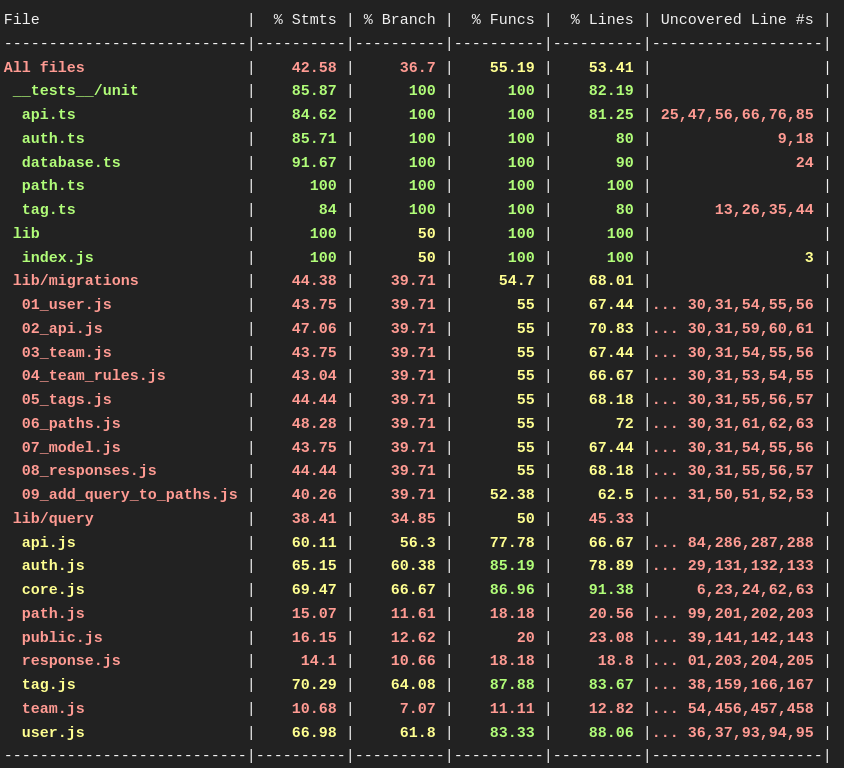 File                       |  % Stmts | % Branch |  % Funcs |  % Lines | Uncovered Line #s |
---------------------------|----------|----------|----------|----------|-------------------|
All files                  |    42.58 |     36.7 |    55.19 |    53.41 |                   |
 __tests__/unit            |    85.87 |      100 |      100 |    82.19 |                   |
  api.ts                   |    84.62 |      100 |      100 |    81.25 | 25,47,56,66,76,85 |
  auth.ts                  |    85.71 |      100 |      100 |       80 |              9,18 |
  database.ts              |    91.67 |      100 |      100 |       90 |                24 |
  path.ts                  |      100 |      100 |      100 |      100 |                   |
  tag.ts                   |       84 |      100 |      100 |       80 |       13,26,35,44 |
 lib                       |      100 |       50 |      100 |      100 |                   |
  index.js                 |      100 |       50 |      100 |      100 |                 3 |
 lib/migrations            |    44.38 |    39.71 |     54.7 |    68.01 |                   |
  01_user.js               |    43.75 |    39.71 |       55 |    67.44 |... 30,31,54,55,56 |
  02_api.js                |    47.06 |    39.71 |       55 |    70.83 |... 30,31,59,60,61 |
  03_team.js               |    43.75 |    39.71 |       55 |    67.44 |... 30,31,54,55,56 |
  04_team_rules.js         |    43.04 |    39.71 |       55 |    66.67 |... 30,31,53,54,55 |
  05_tags.js               |    44.44 |    39.71 |       55 |    68.18 |... 30,31,55,56,57 |
  06_paths.js              |    48.28 |    39.71 |       55 |       72 |... 30,31,61,62,63 |
  07_model.js              |    43.75 |    39.71 |       55 |    67.44 |... 30,31,54,55,56 |
  08_responses.js          |    44.44 |    39.71 |       55 |    68.18 |... 30,31,55,56,57 |
  09_add_query_to_paths.js |    40.26 |    39.71 |    52.38 |     62.5 |... 31,50,51,52,53 |
 lib/query                 |    38.41 |    34.85 |       50 |    45.33 |                   |
  api.js                   |    60.11 |     56.3 |    77.78 |    66.67 |... 84,286,287,288 |
  auth.js                  |    65.15 |    60.38 |    85.19 |    78.89 |... 29,131,132,133 |
  core.js                  |    69.47 |    66.67 |    86.96 |    91.38 |     6,23,24,62,63 |
  path.js                  |    15.07 |    11.61 |    18.18 |    20.56 |... 99,201,202,203 |
  public.js                |    16.15 |    12.62 |       20 |    23.08 |... 39,141,142,143 |
  response.js              |     14.1 |    10.66 |    18.18 |     18.8 |... 01,203,204,205 |
  tag.js                   |    70.29 |    64.08 |    87.88 |    83.67 |... 38,159,166,167 |
  team.js                  |    10.68 |     7.07 |    11.11 |    12.82 |... 54,456,457,458 |
  user.js                  |    66.98 |     61.8 |    83.33 |    88.06 |... 36,37,93,94,95 |
---------------------------|----------|----------|----------|----------|-------------------|